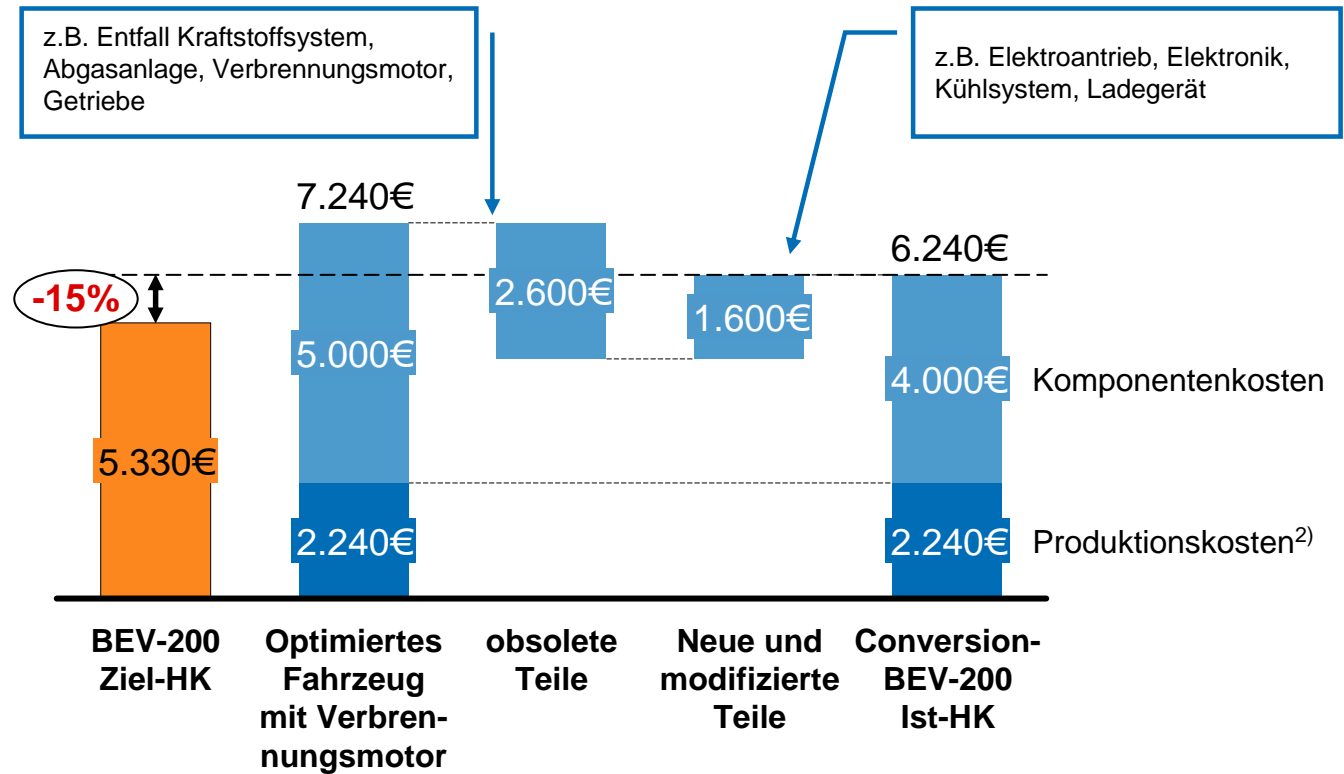 z.B. Entfall Kraftstoffsystem,
Abgasanlage, Verbrennungsmotor,
Getriebe
z.B. Elektroantrieb, Elektronik,
Kühlsystem, Ladegerät
7.240€
6.240€
-15%
2.600€
1.600€
5.000€
4.000€
Komponentenkosten
5.330€
2.240€
2.240€
Produktionskosten2)
BEV-200
Ziel-HK
Optimiertes
Fahrzeug
mit Verbren-
nungsmotor
obsolete
Teile
Neue und
modifizierte
Teile
Conversion-
BEV-200
Ist-HK